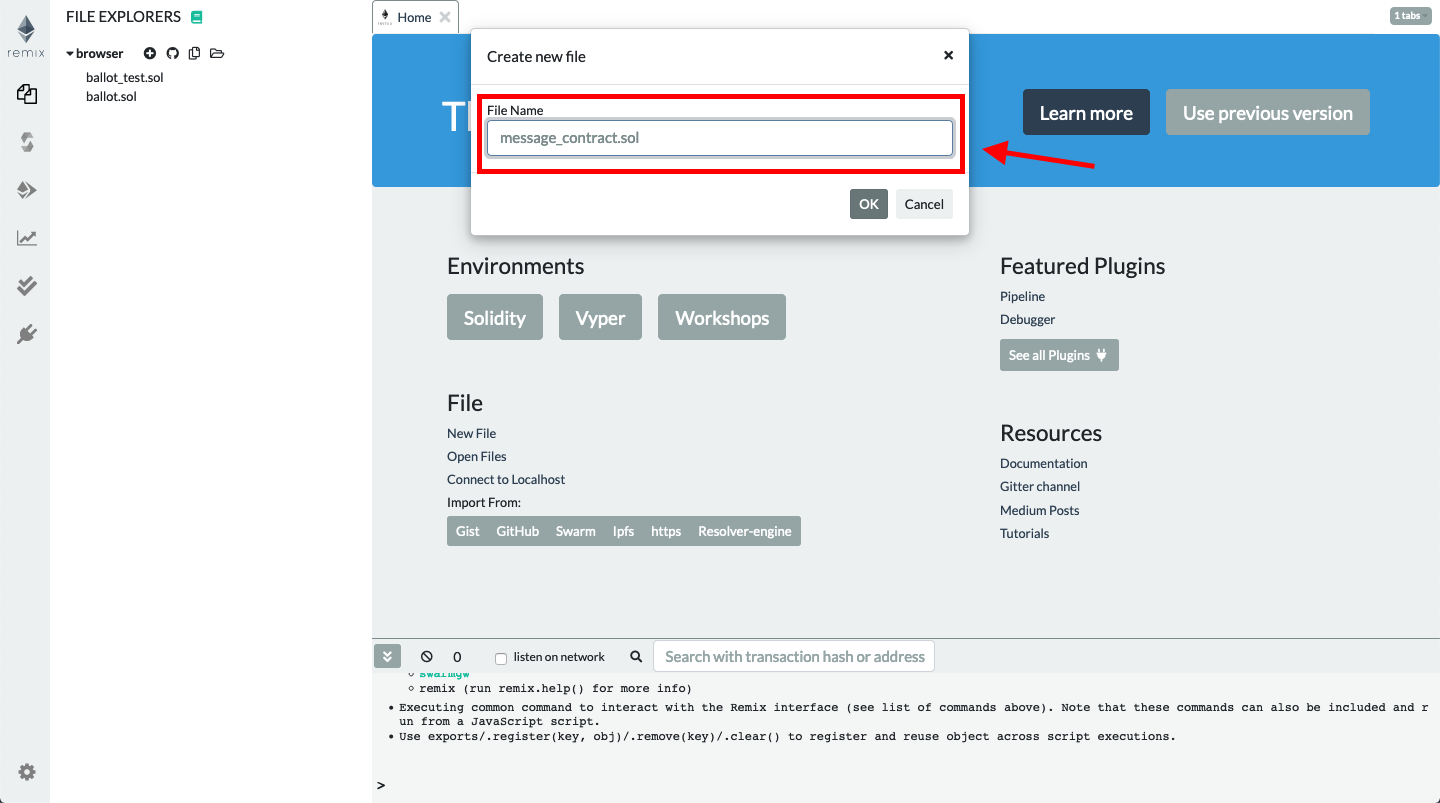 remix
FILE EXPLORERS
browser
ballot_test.sol
ballot.sol
Home
1 tabs
Create new file
File Name
message_contract.sol
OK
Cancel
Learn more
Use previous version
Environments
Solidity
Vyper
Workshops
File
New File
Open Files
Connect to Localhost
Import From:
Gist GitHub Swarm Ipfs https Resolver-engine
Featured Plugins
Pipeline
Debugger
See all Plugins
Resources
Documentation
Gitter channel
Medium Posts
Tutorials
0
listen on network
Search with transaction hash or address
swarmgw
remix (run remix.help() for more info)
Executing common command to interact with the Remix interface (see list of commands above). Note that these commands can also be included and r
un from a JavaScript script.
Use exports/.register(key, obj)/.remove(key)/.clear() to register and reuse object across script executions.
>